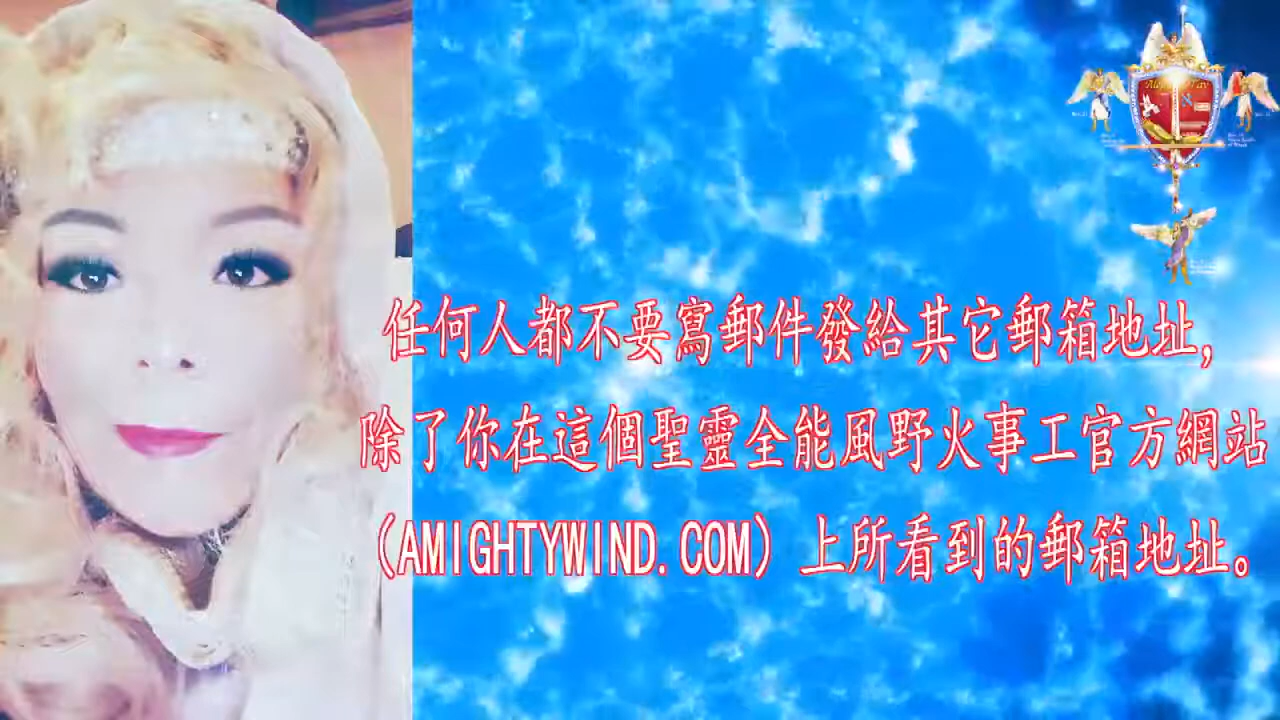 Aleph
Tav
任何人都不要寫郵件發給其它郵箱地址,
除了你在這個聖靈全能風野火事工官方網站
(AMIGHTYWIND.COM) 上所看到的郵箱地址。